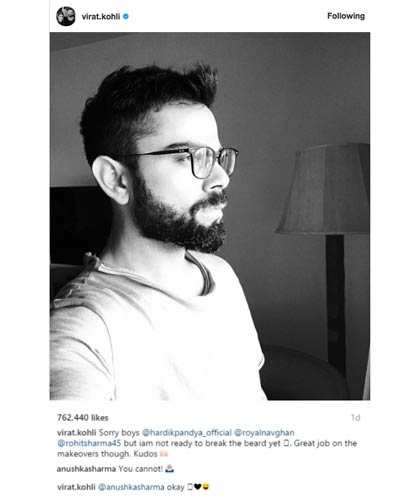 virat.kohli
Following
762,440 likes
1d
virat.kohli Sorry boys @hardikpandya_official @royalnavghan
@rohitsharma45 but iam not ready to break the beard yet 🏻. Great job on the
makeovers though. Kudos 🙌🏻
anushkasharma You cannot!
virat.kohli @anushkasharma okay ❤😄